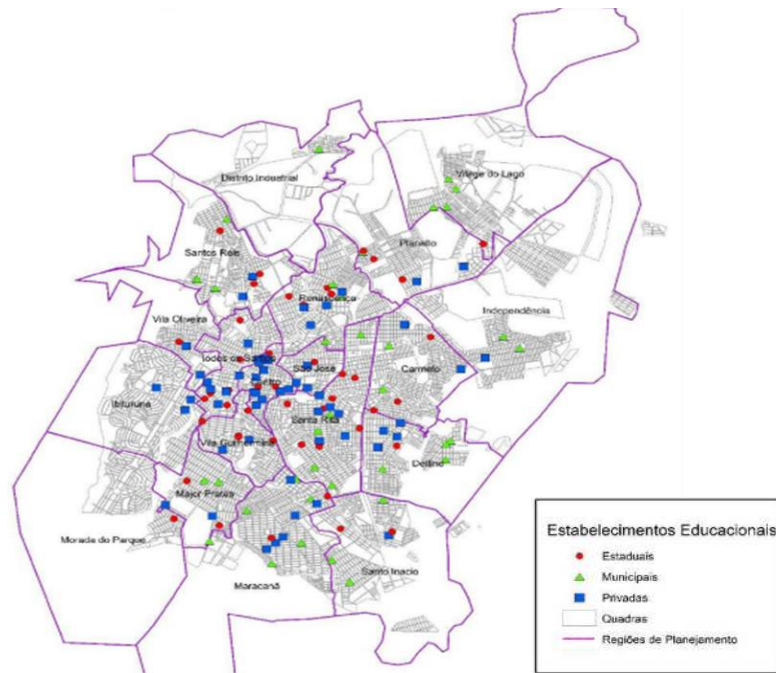 Distrito Industrial
Vilage do Lago
Santos Reis
Planalto
Renascença
Independência
Vila Oliveira
Todos os Santos
São José
Centro
Carmelo
Ibituruna
Santa Rita
Vila Guilhermina
Delfino
Major Prates
Morada do Parque
Santo Inacio
Maracanã
Estabelecimentos Educacionais
Estaduais
Municipais
Privadas
Quadras
Regiões de Planejamento